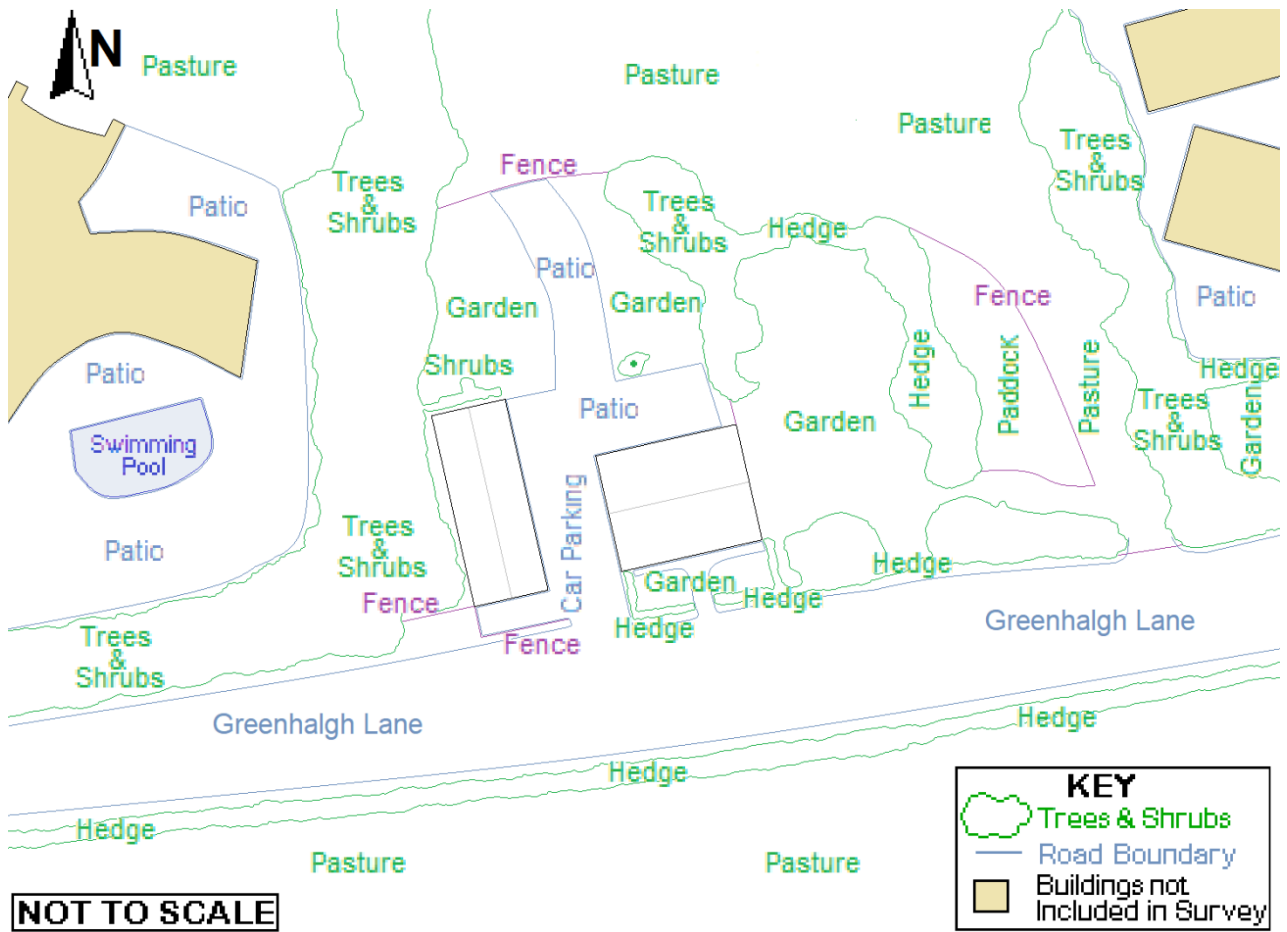 N
Pasture
Pasture
Pasture
Trees
&
Shrubs
Fence
Trees
&
Shrubs
Patio
Trees
&
Shrubs
Hedge
Patio
Fence
Patio
Garden
Garden
Shrubs
Hedge
Paddock
Pasture
Hedge
Patio
Patio
Garden
Trees
&
Shrubs
Garden
Swimming
Pool
Car Parking
Patio
Trees
&
Shrubs
Hedge
Garden
Fence
Hedge
Hedge
Fence
Greenhalgh Lane
Trees
&
Shrubs
Greenhalgh Lane
Hedge
Hedge
Hedge
Pasture
Pasture
KEY
Trees & Shrubs
Road Boundary
Buildings not
Included in Survey
NOT TO SCALE